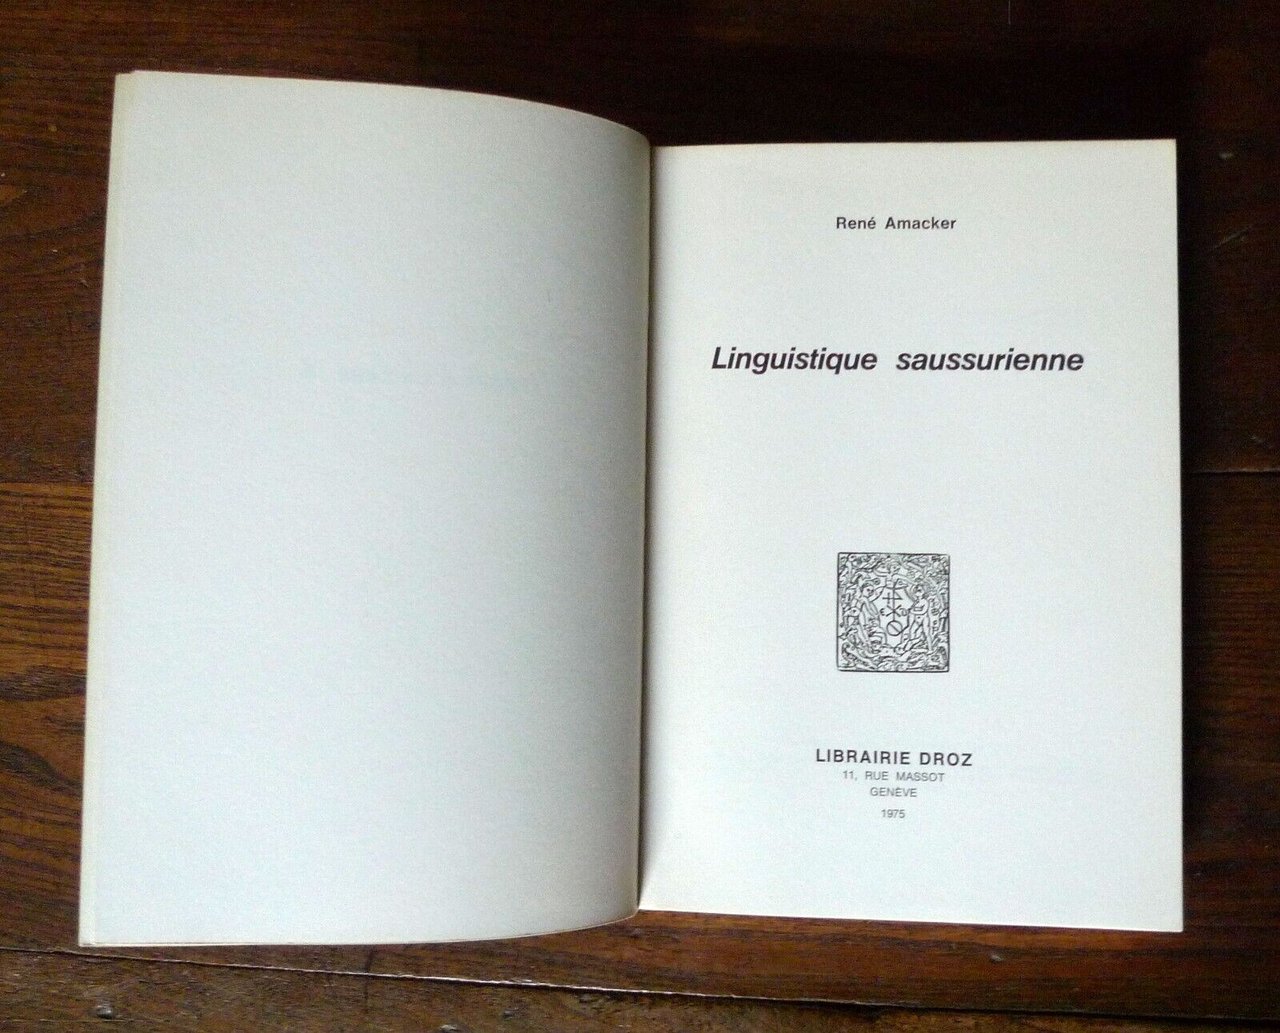 René Amacker
Linguistique saussurienne
LIBRAIRIE DROZ
11, RUE MASSOT
GENÈVE
1975